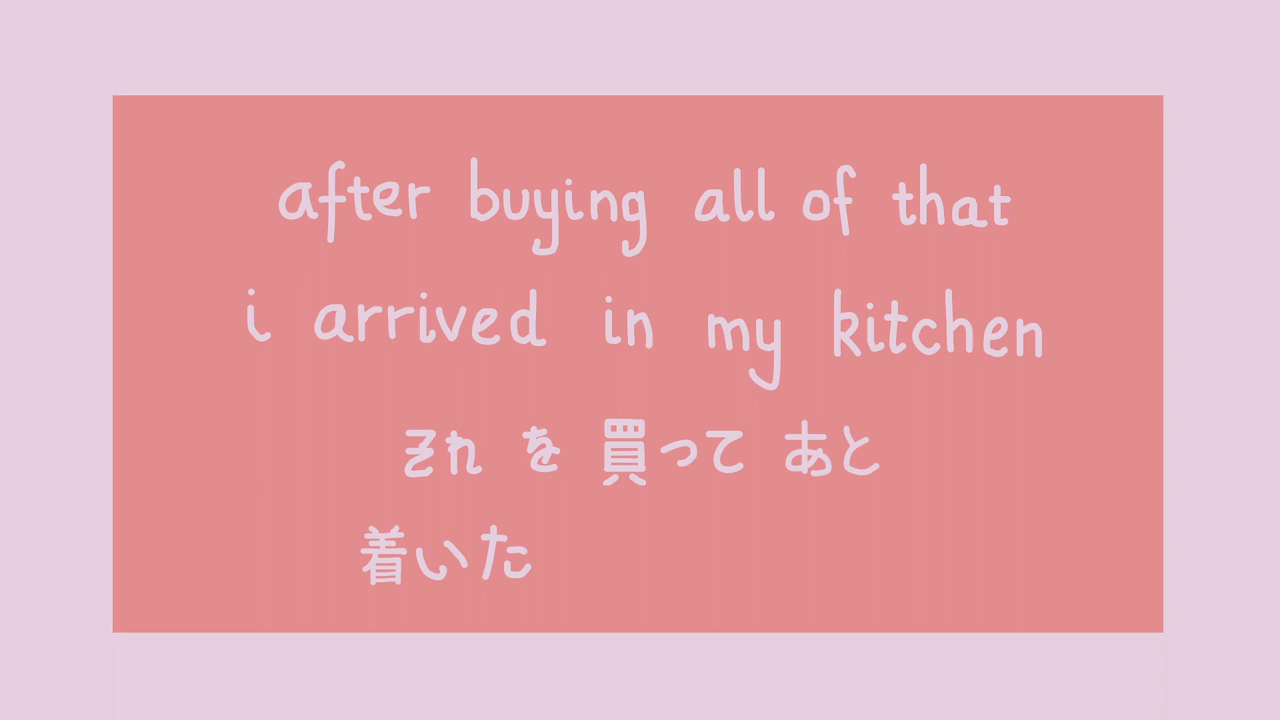 after buying all of that
i arrived in my kitchen
それ を 買って あと
着いた